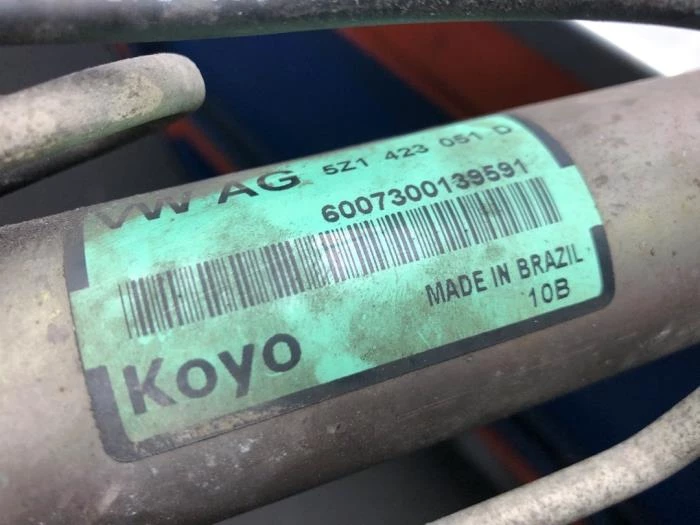 VW AG 5Z1 423 051 D
6007300139591
MADE IN BRAZIL
10B
Koyo